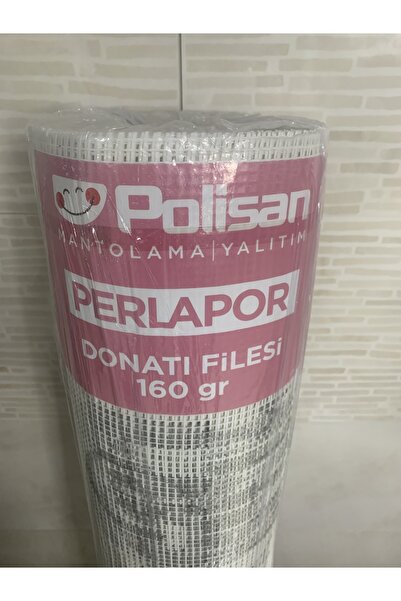 Polisan
MANTOLAMA|YALITIM
PERLAPOR
DONATI FiLESi
160 gr